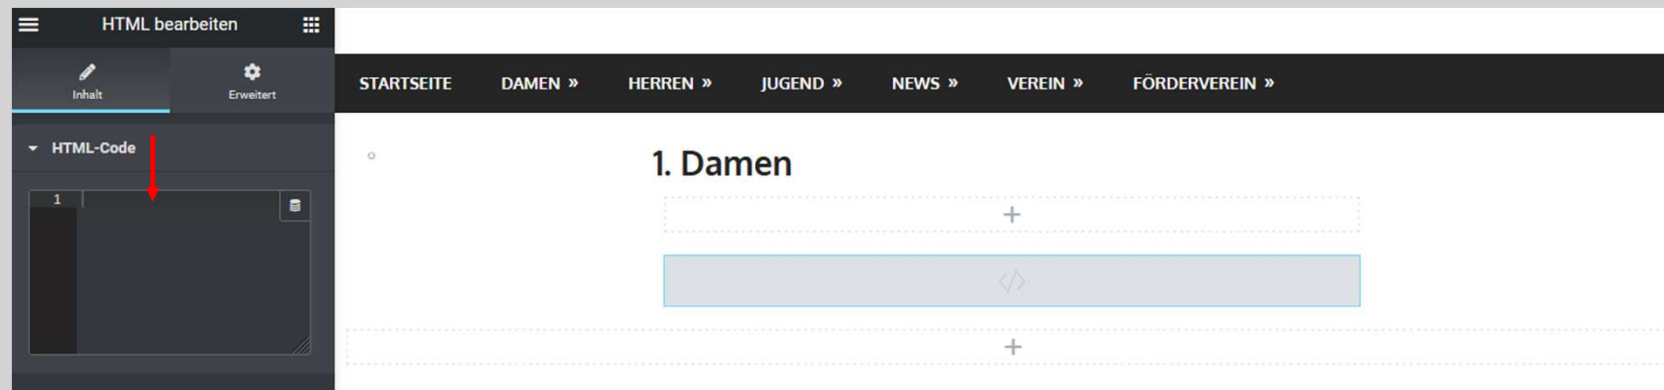 HTML bearbeiten
Inhalt
Erweitert
STARTSEITE DAMEN » HERREN » JUGEND » NEWS » VEREIN » FÖRDERVEREIN »
HTML-Code
1
1. Damen
+
</>
+